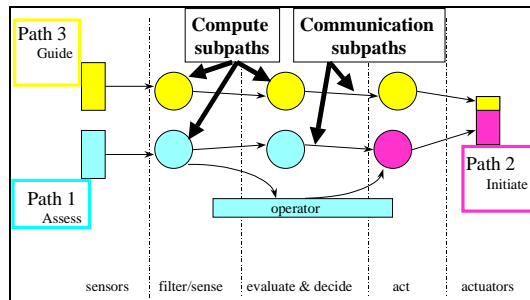 Path 3
Guide
Compute
subpaths
Communication
subpaths
Path 1
Assess
Path 2
Initiate
operator
sensors
filter/sense
evaluate & decide
act
actuators